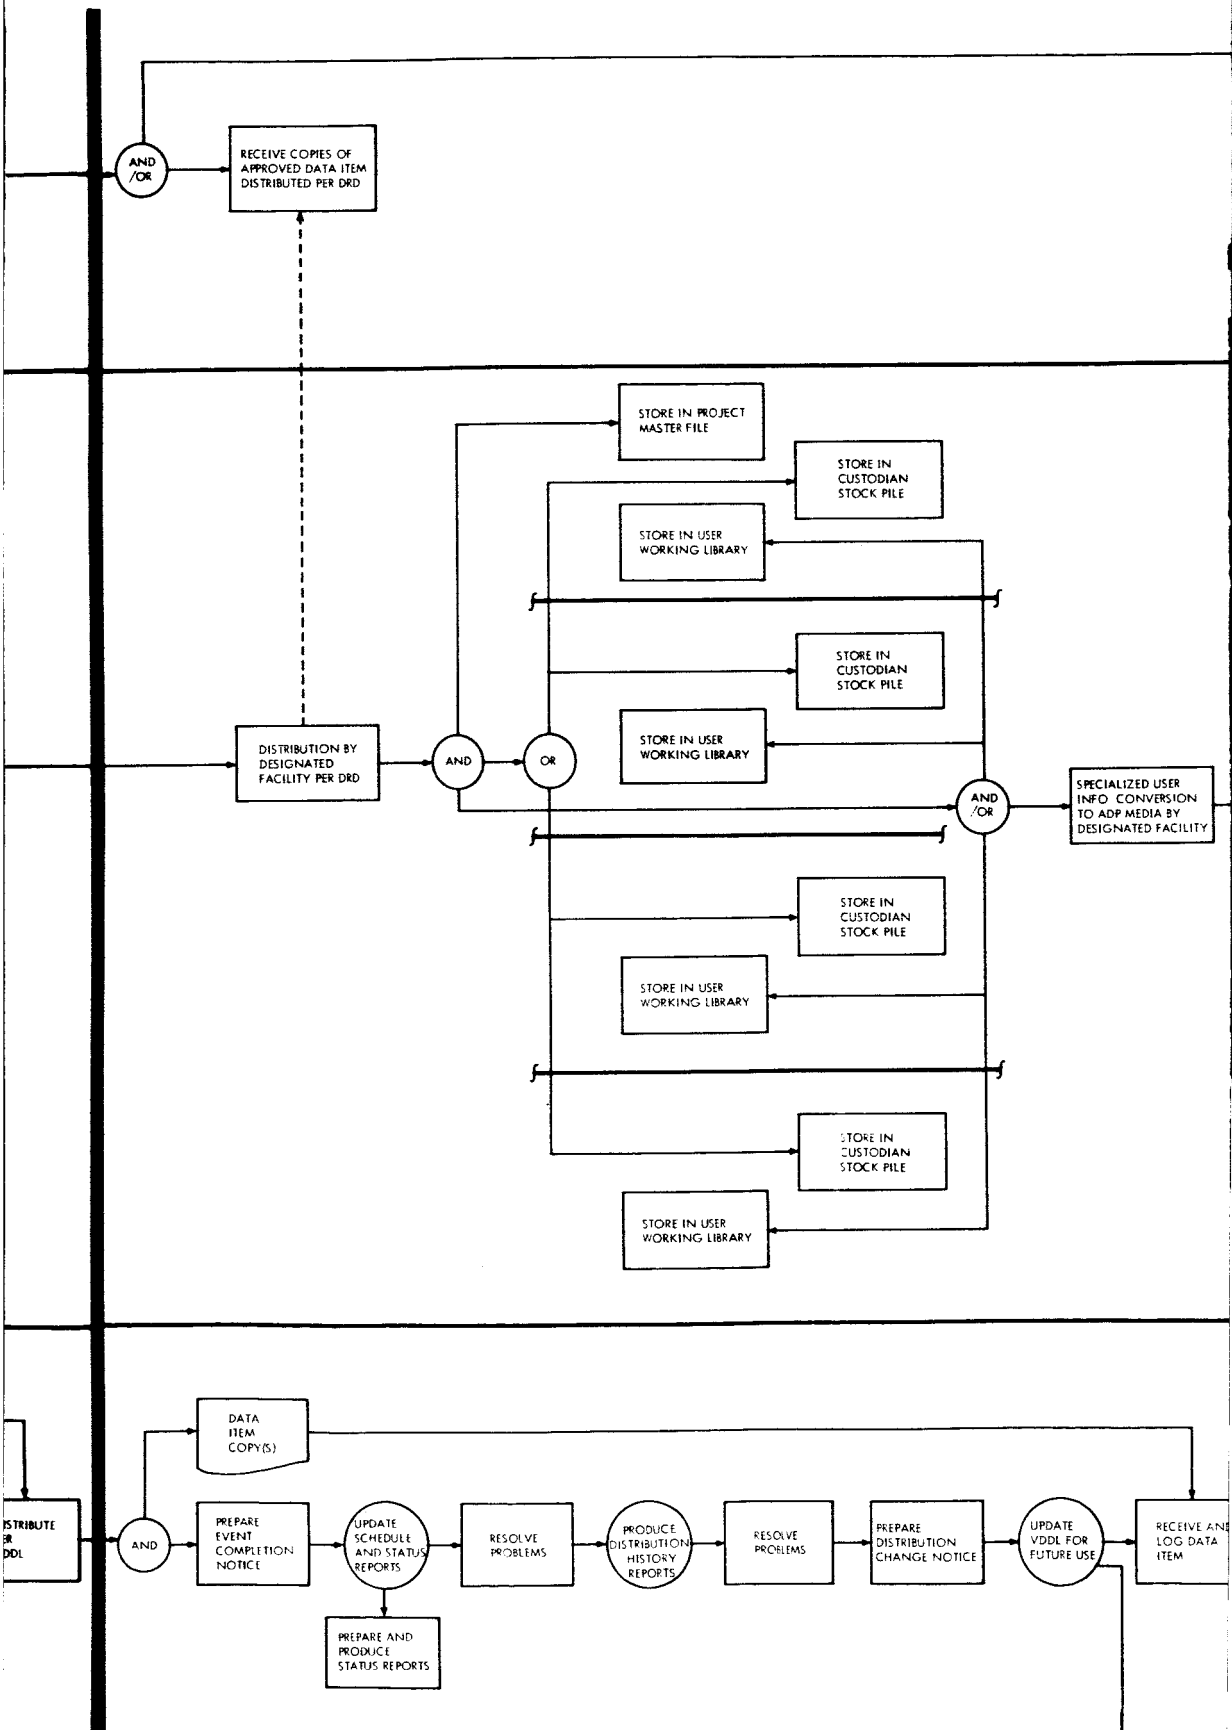 AND
/OR
RECEIVE COPIES OF
APPROVED DATA ITEM
DISTRIBUTED PER DRD
STORE IN PROJECT
MASTER FILE
STORE IN
CUSTODIAN
STOCK PILE
STORE IN USER
WORKING LIBRARY
STORE IN
CUSTODIAN
STOCK PILE
STORE IN USER
WORKING LIBRARY
DISTRIBUTION BY
DESIGNATED
FACILITY PER DRD
AND
OR
AND
/OR
SPECIALIZED USER
INFO CONVERSION
TO ADP MEDIA BY
DESIGNATED FACILITY
STORE IN
CUSTODIAN
STOCK PILE
STORE IN USER
WORKING LIBRARY
STORE IN
CUSTODIAN
STOCK PILE
STORE IN USER
WORKING LIBRARY
DATA
ITEM
COPY(S)
ISTRIBUTE
ER
DDL
AND
PREPARE
EVENT
COMPLETION
NOTICE
UPDATE
SCHEDULE
AND STATUS
REPORTS
RESOLVE
PROBLEMS
PRODUCE
DISTRIBUTION
HISTORY
REPORTS
RESOLVE
PROBLEMS
PREPARE
DISTRIBUTION
CHANGE NOTICE
UPDATE
VDDL FOR
FUTURE USE
RECEIVE AND
LOG DATA
ITEM
PREPARE AND
PRODUCE
STATUS REPORTS